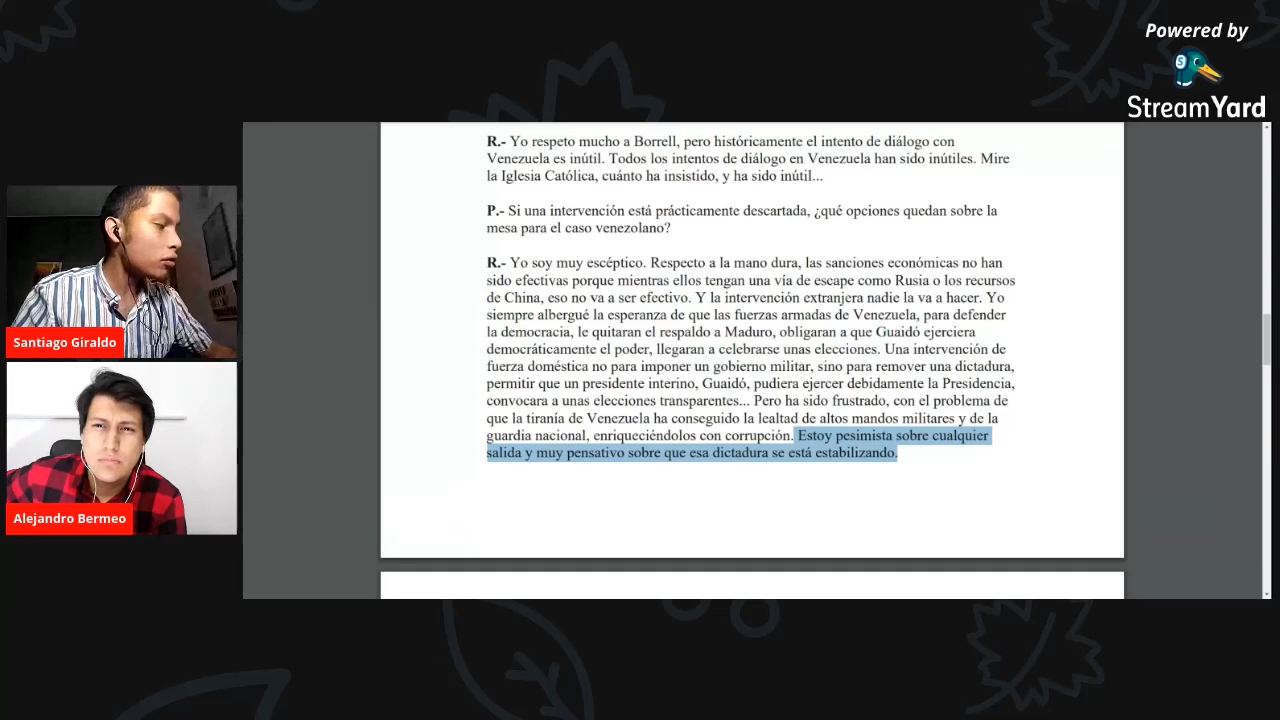 Powered by
StreamYard
R.- Yo respeto mucho a Borrell, pero históricamente el intento de diálogo con
Venezuela es inútil. Todos los intentos de diálogo en Venezuela han sido inútiles. Mire
la Iglesia Católica, cuánto ha insistido, y ha sido inútil...
P.- Si una intervención está prácticamente descartada, ¿qué opciones quedan sobre la
mesa para el caso venezolano?
R.- Yo soy muy escéptico. Respecto a la mano dura, las sanciones económicas no han
sido efectivas porque mientras ellos tengan una vía de escape como Rusia o los recursos
de China, eso no va a ser efectivo. Y la intervención extranjera nadie la va a hacer. Yo
siempre albergué la esperanza de que las fuerzas armadas de Venezuela, para defender
la democracia, le quitaran el respaldo a Maduro, obligaran a que Guaidó ejerciera
democráticamente el poder, llegaran a celebrarse unas elecciones. Una intervención de
fuerza doméstica no para imponer un gobierno militar, sino para remover una dictadura,
permitir que un presidente interino, Guaidó, pudiera ejercer debidamente la Presidencia,
convocara a unas elecciones transparentes... Pero ha sido frustrado, con el problema de
que la tiranía de Venezuela ha conseguido la lealtad de altos mandos militares y de la
guardia nacional, enriqueciéndolos con corrupción. Estoy pesimista sobre cualquier
salida y muy pensativo sobre que esa dictadura se está estabilizando.
Santiago Giraldo
Alejandro Bermeo